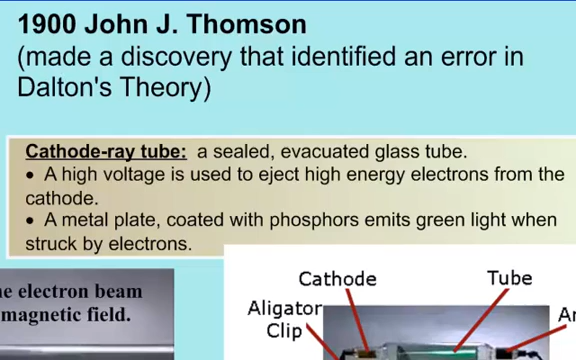 1900 John J. Thomson
(made a discovery that identified an error in
Dalton's Theory)
Cathode-ray tube: a sealed, evacuated glass tube.
• A high voltage is used to eject high energy electrons from the
cathode.
• A metal plate, coated with phosphors emits green light when
struck by electrons.
electron beam
magnetic field.
Cathode
Tube
Aligator
Clip